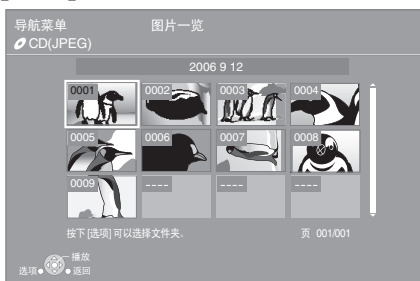 导航菜单 图片一览
CD(JPEG)
2006 9 12
0001 0002 0003 0004
0005 0006 0007 0008
0009 ---- ---- ----
按下[选项]可以选择文件夹。 页 001/001
播放
选项 返回